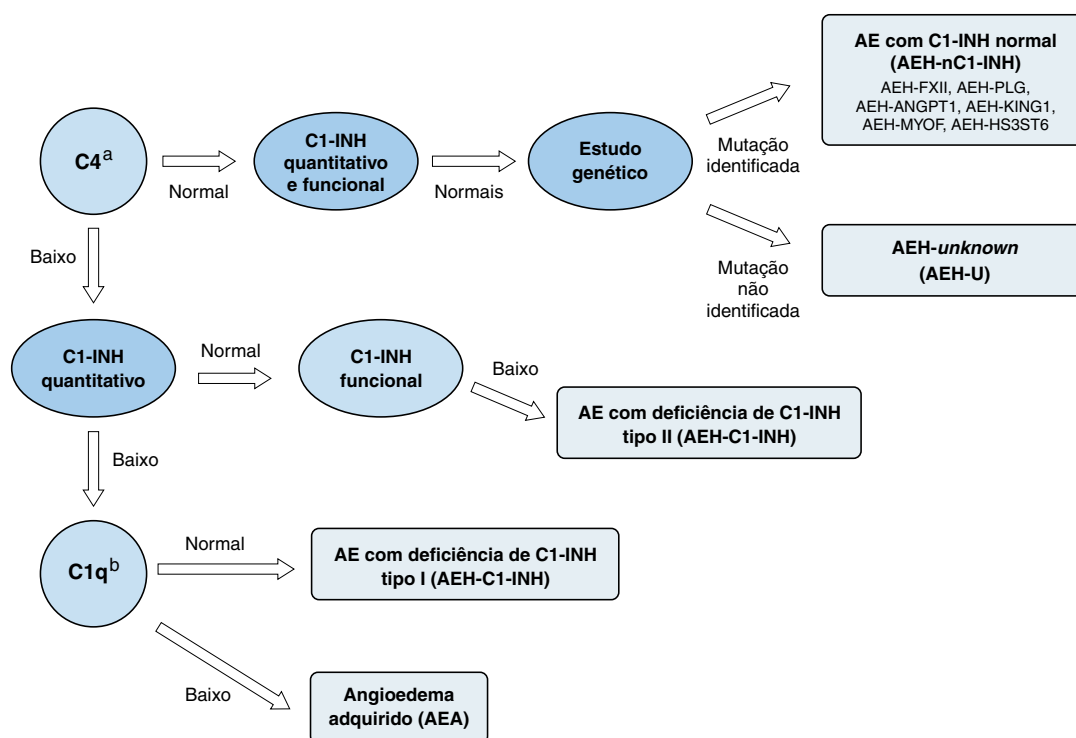 AE com C1-INH normal
(AEH-nC1-INH)
AEH-FXII, AEH-PLG,
AEH-ANGPT1, AEH-KING1,
AEH-MYOF, AEH-HS3ST6
C4a
Normal
C1-INH
quantitativo
e funcional
Normais
Estudo
genético
Mutação
identificada
Mutação
não
identificada
AEH-unknown
(AEH-U)
Baixo
C1-INH
quantitativo
Normal
C1-INH
funcional
Baixo
AE com deficiência de C1-INH
tipo II (AEH-C1-INH)
Baixo
C1qb
Normal
AE com deficiência de C1-INH
tipo I (AEH-C1-INH)
Baixo
Angioedema
adquirido (AEA)